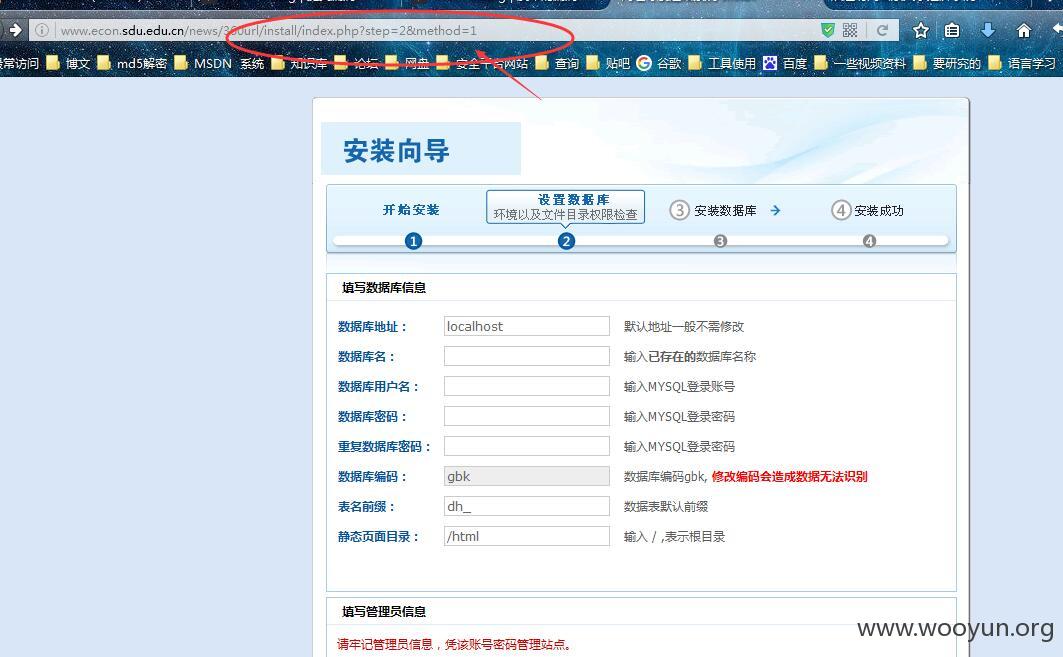 www.econ.sdu.edu.cn/news/360url/install/index.php?step=2&method=1
常访问 博文 md5解密 MSDN 系统 知识库 论坛 网盘 安全平台网站 查询 贴吧 谷歌 工具使用 百度 一些视频资料 要研究的 语言学习
安装向导
开始安装 设置数据库 ③ 安装数据库 ④ 安装成功
环境以及文件目录权限检查
1 2 3 4
填写数据库信息
数据库地址： localhost 默认地址一般不需修改
数据库名： 输入已存在的数据库名称
数据库用户名： 输入MYSQL登录账号
数据库密码： 输入MYSQL登录密码
重复数据库密码： 输入MYSQL登录密码
数据库编码： gbk 数据库编码gbk, 修改编码会造成数据无法识别
表名前缀： dh_ 数据表默认前缀
静态页面目录： /html 输入 / ,表示根目录
填写管理员信息
请牢记管理员信息，凭该账号密码管理站点。
www.wooyun.org